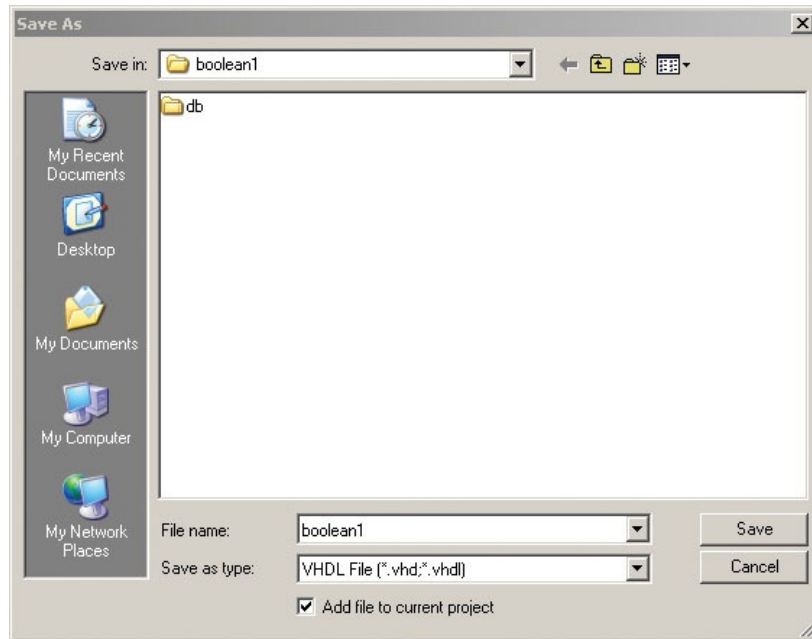 Save As
Save in:
boolean1
db
My Recent
Documents
Desktop
My Documents
My Computer
My Network
Places
File name:
boolean1
Save
Save as type:
VHDL File (*.vhd;*.vhdl)
Cancel
Add file to current project